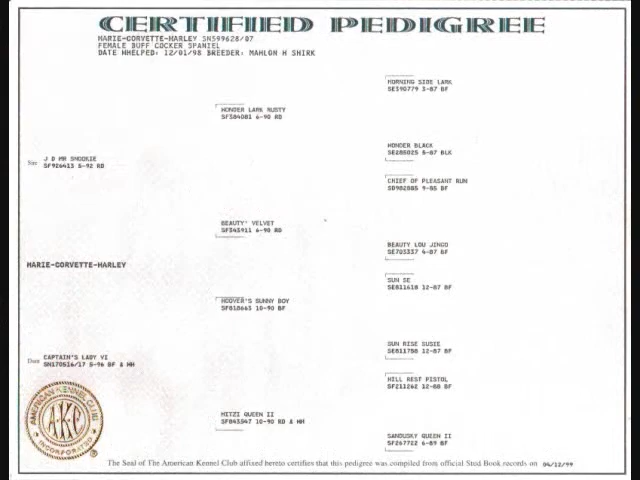 CERTIFIED PEDIGREE
MARIE-CORVETTE-HARLEY SN599628/07
FEMALE BUFF COCKER SPANIEL
DATE WHELPED: 12/01/98 BREEDER: MAHLON H SHIRK
MORNING SIDE LARK
SE590779 3-87 BF
WONDER LARK RUSTY
SF384081 6-90 RD
WONDER BLACK
SE285025 8-87 BLK
Sire J D MR SNOOKIE
SF926413 6-92 RD
CHIEF OF PLEASANT RUN
SD982885 9-85 BF
BEAUTY' VELVET
SF343911 6-90 RD
BEAUTY LOU JINGO
SE703337 4-87 BF
MARIE-CORVETTE-HARLEY
SUN SE
SE811618 12-87 BF
HOOVER'S SUNNY BOY
SF818663 10-90 BF
SUN RISE SUSIE
SE811788 12-87 BF
Dam CAPTAIN'S LADY VI
SN170516/17 5-96 BF & WH
HILL REST PISTOL
SF211262 12-88 BF
MITZI QUEEN II
SF843547 10-90 RD & WH
SANDUSKY QUEEN II
SF267722 6-89 BF
AMERICAN KENNEL CLUB
AKC
INCORPORATED
®
The Seal of The American Kennel Club affixed hereto certifies that this pedigree was compiled from official Stud Book records on 04/12/99